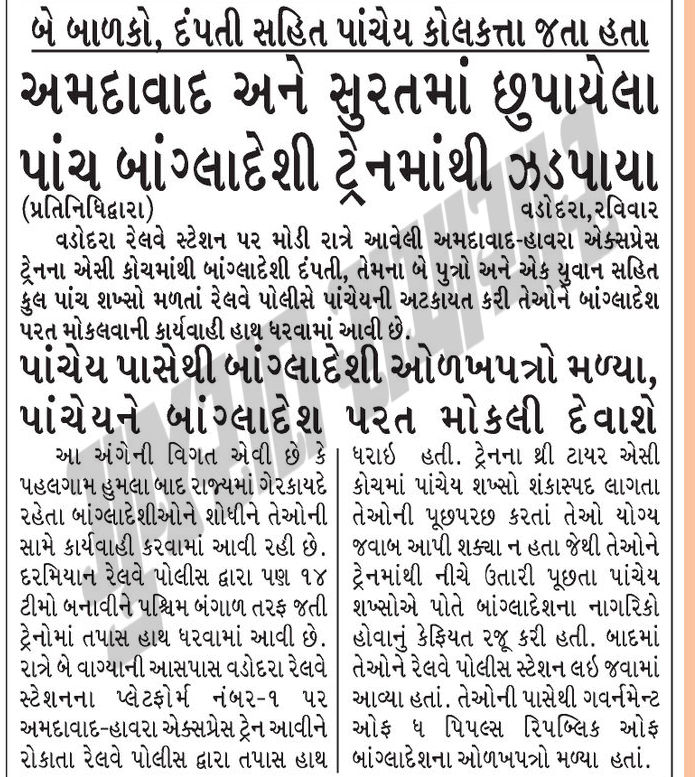 બે બાળકો, દંપતી સહિત પાંચેય કોલકત્તા જતા હતા
અમદાવાદ અને સુરતમાં છુપાયેલા
પાંચ બાંગ્લાદેશી ટ્રેનમાંથી ઝડપાયા
(પ્રતિનિધિદ્વારા) વડોદરા,રવિવાર
વડોદરા રેલવે સ્ટેશન પર મોડી રાત્રે આવેલી અમદાવાદ-હાવરા એક્સપ્રેસ
ટ્રેનના એસી કોચમાંથી બાંગ્લાદેશી દંપતી, તેમના બે પુત્રો અને એક યુવાન સહિત
કુલ પાંચ શખ્સો મળતાં રેલવે પોલીસે પાંચેયની અટકાયત કરી તેઓને બાંગ્લાદેશ
પરત મોકલવાની કાર્યવાહી હાથ ધરવામાં આવી છે.
પાંચેય પાસેથી બાંગ્લાદેશી ઓળખપત્રો મળ્યા,
પાંચેયને બાંગ્લાદેશ પરત મોકલી દેવાશે
આ અંગેની વિગત એવી છે કે
પહલગામ હુમલા બાદ રાજ્યમાં ગેરકાયદે
રહેતા બાંગ્લાદેશીઓને શોધીને તેઓની
સામે કાર્યવાહી કરવામાં આવી રહી છે.
દરમિયાન રેલવે પોલીસ દ્વારા પણ ૧૪
ટીમો બનાવીને પશ્ચિમ બંગાળ તરફ જતી
ટ્રેનોમાં તપાસ હાથ ધરવામાં આવી છે.
રાત્રે બે વાગ્યાની આસપાસ વડોદરા રેલવે
સ્ટેશનના પ્લેટફોર્મ નંબર-૧ પર
અમદાવાદ-હાવરા એક્સપ્રેસ ટ્રેન આવીને
રોકાતા રેલવે પોલીસ દ્વારા તપાસ હાથ
ધરાઇ હતી. ટ્રેનના થ્રી ટાયર એસી
કોચમાં પાંચેય શખ્સો શંકાસ્પદ લાગતા
તેઓની પૂછપરછ કરતાં તેઓ યોગ્ય
જવાબ આપી શક્યા ન હતા જેથી તેઓને
ટ્રેનમાંથી નીચે ઉતારી પૂછતા પાંચેય
શખ્સોએ પોતે બાંગ્લાદેશના નાગરિકો
હોવાનું કેફિયત રજૂ કરી હતી. બાદમાં
તેઓને રેલવે પોલીસ સ્ટેશન લઇ જવામાં
આવ્યા હતાં. તેઓની પાસેથી ગવર્નમેન્ટ
ઓફ ધ પિપલ્સ રિપબ્લિક ઓફ
બાંગ્લાદેશના ઓળખપત્રો મળ્યા હતાં.
ગુજરાત સમાચાર